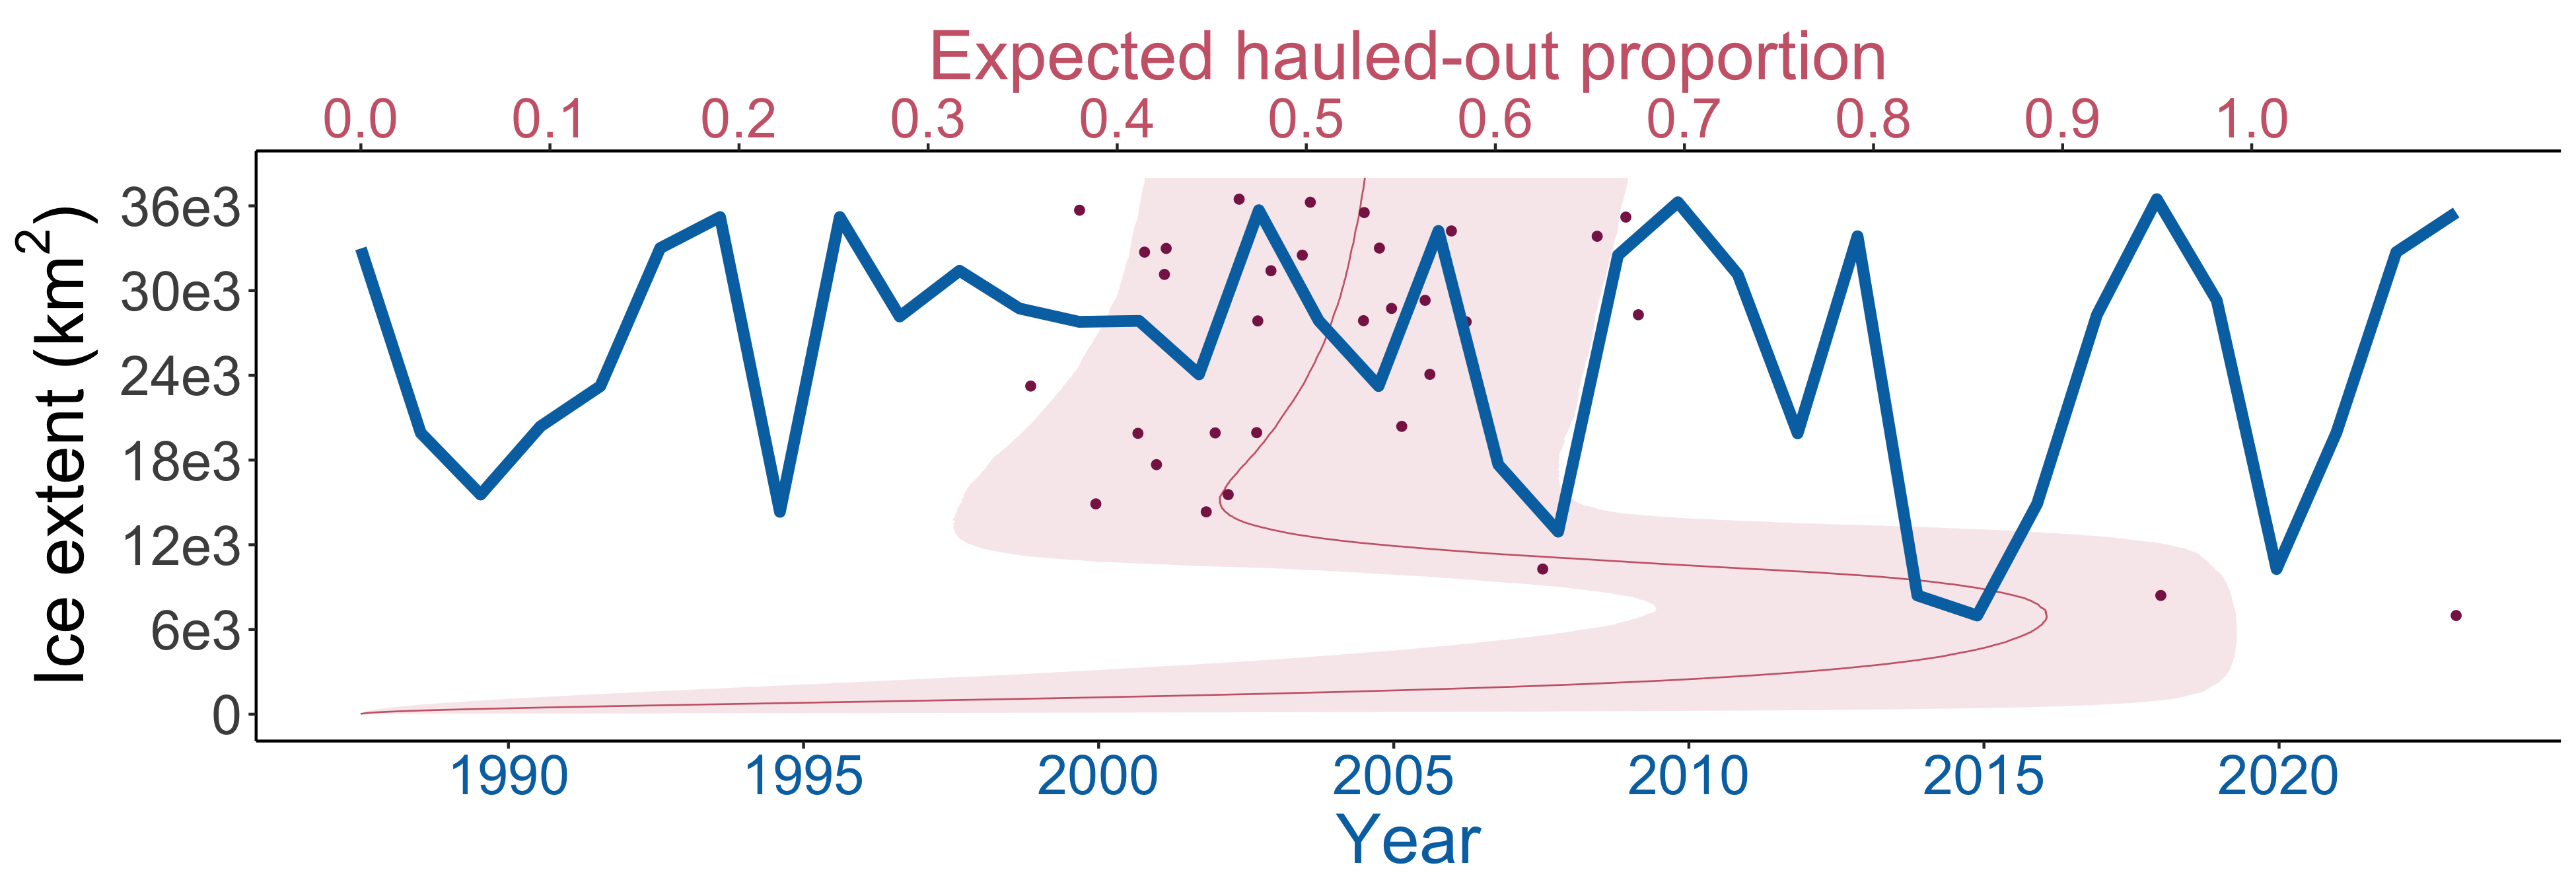 Expected hauled-out proportion
0.0 0.1 0.2 0.3 0.4 0.5 0.6 0.7 0.8 0.9 1.0
Ice extent (km²)
36e3
30e3
24e3
18e3
12e3
6e3
0
1990 1995 2000 2005 2010 2015 2020
Year